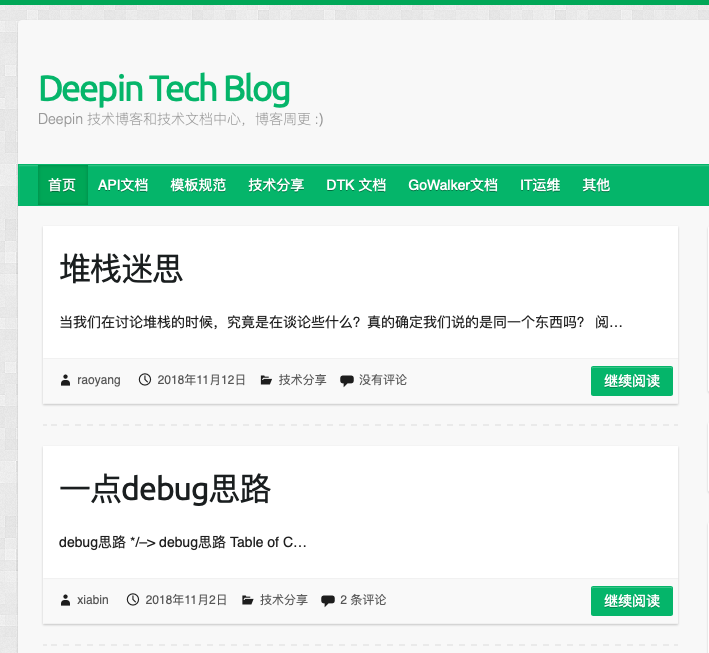 Deepin Tech Blog
Deepin 技术博客和技术文档中心，博客周更 :)
首页 API文档 模板规范 技术分享 DTK 文档 GoWalker文档 IT运维 其他
堆栈迷思
当我们在讨论堆栈的时候，究竟是在谈论些什么？真的确定我们说的是同一个东西吗？ 阅…
raoyang 2018年11月12日 技术分享 没有评论 继续阅读
一点debug思路
debug思路 */–> debug思路 Table of C…
xiabin 2018年11月2日 技术分享 2 条评论 继续阅读